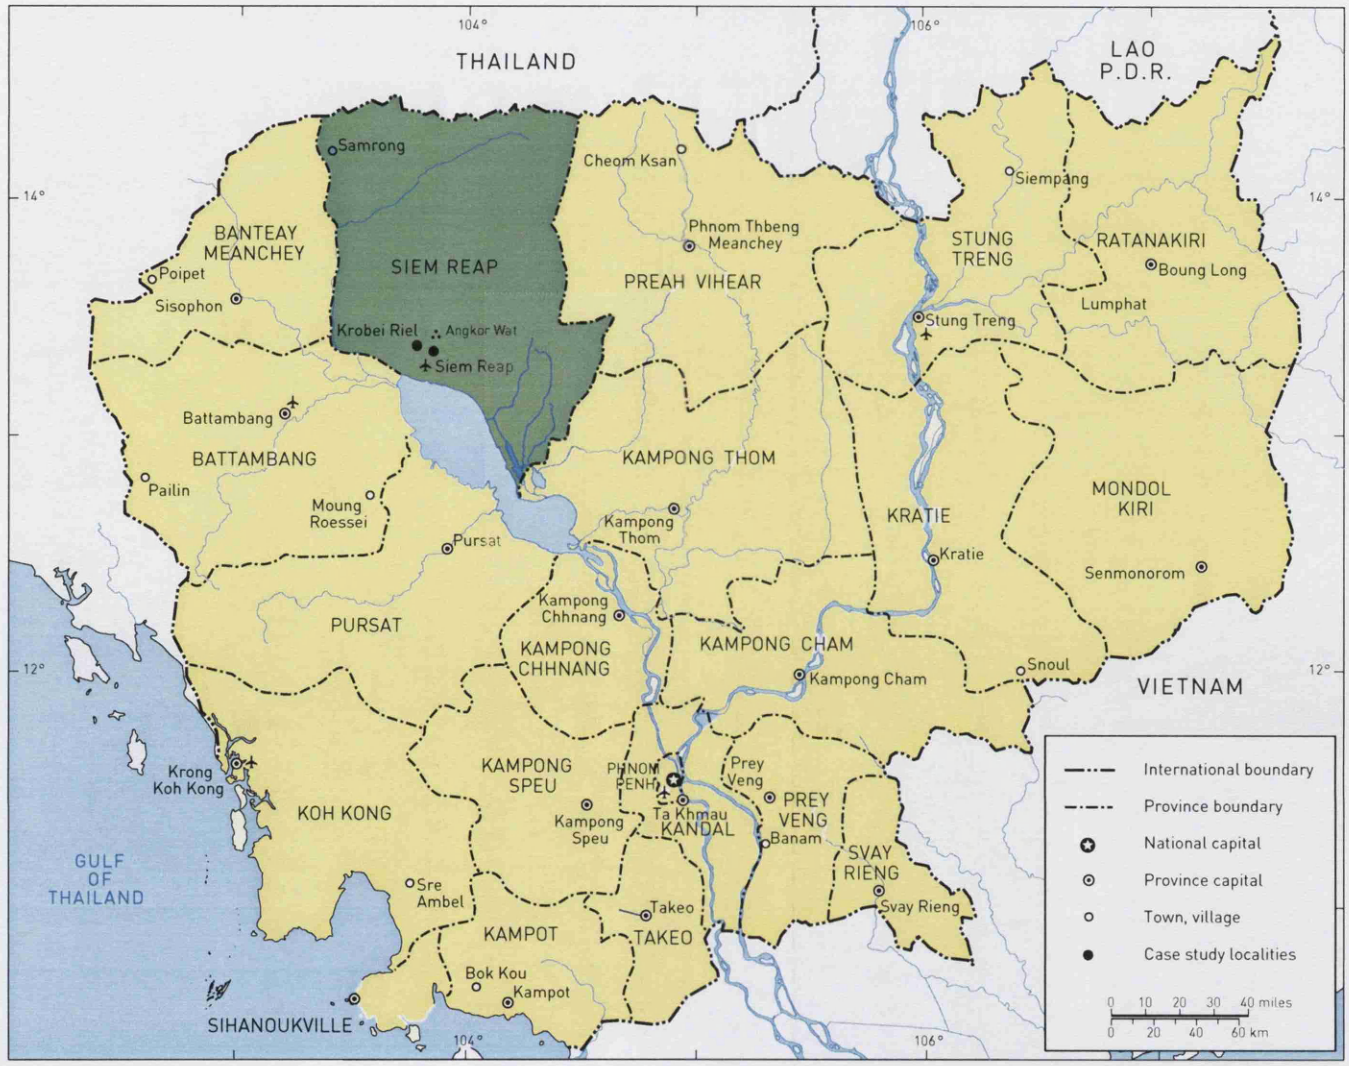 104°
106°
THAILAND
LAO
P.D.R.
Samrong
Cheom Ksan
Siempang
14°
14°
Phnom Thbeng
Meanchey
BANTEAY
MEANCHEY
STUNG
TRENG
RATANAKIRI
SIEM REAP
Poipet
PREAH VIHEAR
Boung Long
Sisophon
Lumphat
Stung Treng
Krobei Riel
Angkor Wat
Siem Reap
Battambang
BATTAMBANG
KAMPONG THOM
Pailin
MONDOL
KIRI
Moung
Roessei
KRATIE
Kampong
Thom
Pursat
Kratie
Senmonorom
Kampong
Chhnang
PURSAT
KAMPONG
CHHNANG
KAMPONG CHAM
Snoul
12°
12°
Kampong Cham
VIETNAM
Krong
Koh Kong
KAMPONG
SPEU
PHNOM
PENH
Prey
Veng
KOH KONG
Kampong
Speu
Ta Khmau
KANDAL
PREY
VENG
Banam
GULF
OF
THAILAND
SVAY
RIENG
Sre
Ambel
Takeo
Svay Rieng
KAMPOT
TAKEO
Bok Kou
Kampot
SIHANOUKVILLE
International boundary
Province boundary
National capital
Province capital
Town, village
Case study localities
0 10 20 30 40 miles
0 20 40 60 km
104°
106°